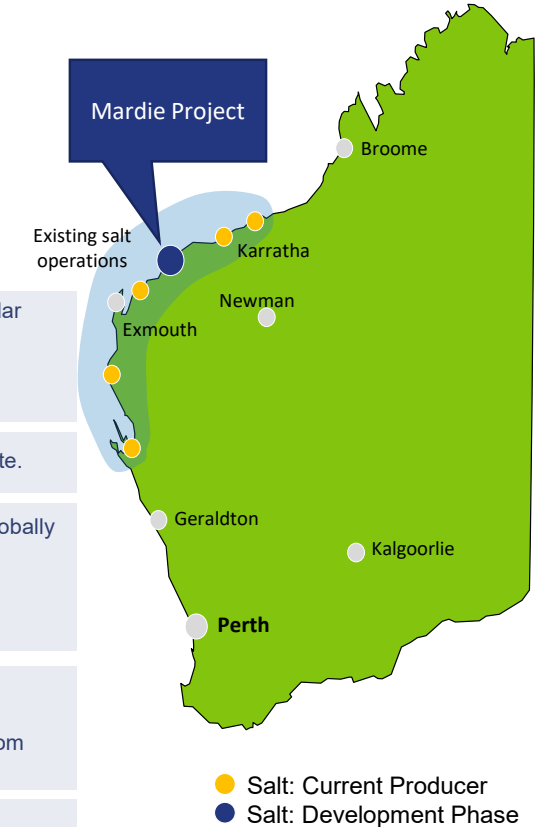 Mardie Project
Broome
Existing salt
operations
Karratha
Newman
Exmouth
Geraldton
Kalgoorlie
Perth
Salt: Current Producer
Salt: Development Phase